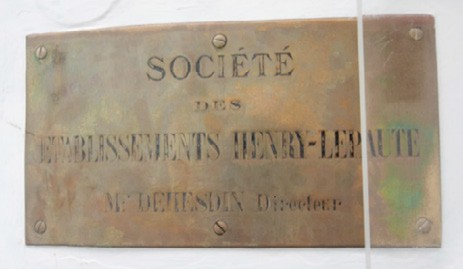 SOCIÉTÉ
DES
ETABLISSEMENTS HENRY-LEPAUTE
Mr DEHESDIN Directeur